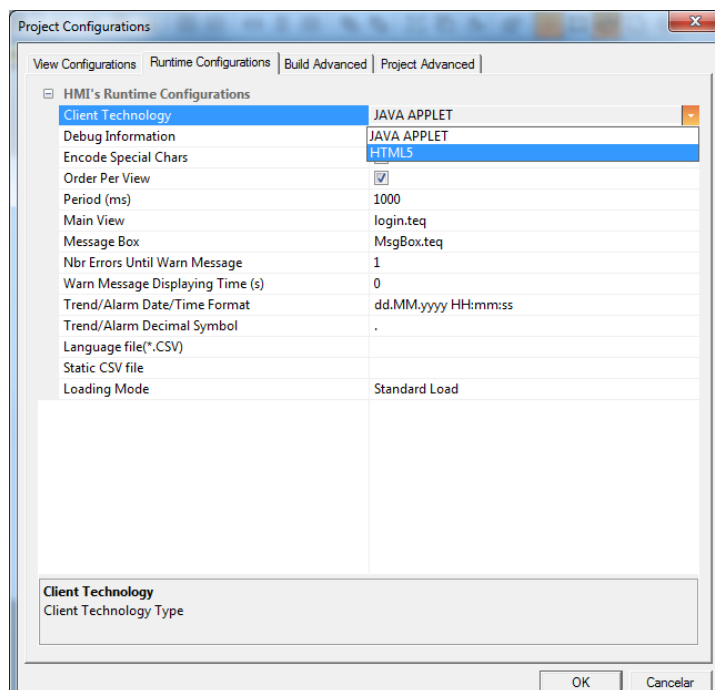 Project Configurations
View Configurations Runtime Configurations Build Advanced Project Advanced
HMI's Runtime Configurations
Client Technology JAVA APPLET
Debug Information JAVA APPLET
Encode Special Chars HTML5
Order Per View
Period (ms) 1000
Main View login.teq
Message Box MsgBox.teq
Nbr Errors Until Warn Message 1
Warn Message Displaying Time (s) 0
Trend/Alarm Date/Time Format dd.MM.yyyy HH:mm:ss
Trend/Alarm Decimal Symbol .
Language file(*.CSV)
Static CSV file
Loading Mode Standard Load
Client Technology
Client Technology Type
OK Cancelar